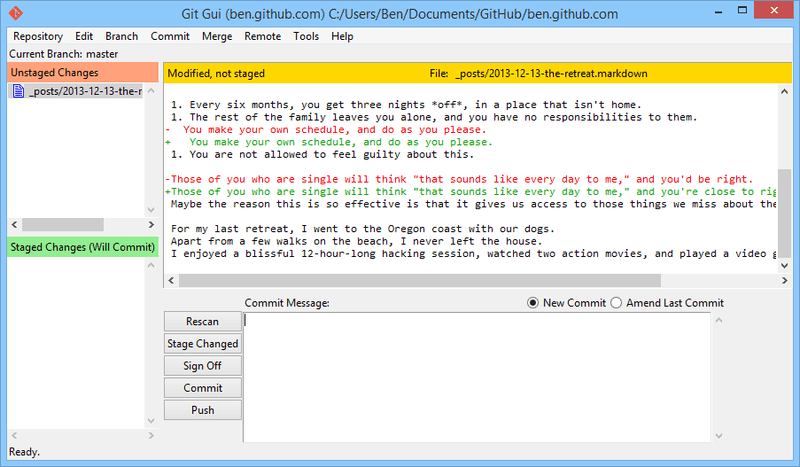 Git Gui (ben.github.com) C:/Users/Ben/Documents/GitHub/ben.github.com
Repository Edit Branch Commit Merge Remote Tools Help
Current Branch: master
Unstaged Changes
_posts/2013-12-13-the-r
Modified, not staged File: _posts/2013-12-13-the-retreat.markdown
1. Every six months, you get three nights *off*, in a place that isn't home.
1. The rest of the family leaves you alone, and you have no responsibilities to them.
-  You make your own schedule, and do as you please.
+   You make your own schedule, and do as you please.
1. You are not allowed to feel guilty about this.
-Those of you who are single will think "that sounds like every day to me," and you'd be right.
+Those of you who are single will think "that sounds like every day to me," and you're close to rig
Maybe the reason this is so effective is that it gives us access to those things we miss about the
For my last retreat, I went to the Oregon coast with our dogs.
Apart from a few walks on the beach, I never left the house.
I enjoyed a blissful 12-hour-long hacking session, watched two action movies, and played a video g
Staged Changes (Will Commit)
Commit Message: New Commit Amend Last Commit
Rescan
Stage Changed
Sign Off
Commit
Push
Ready.